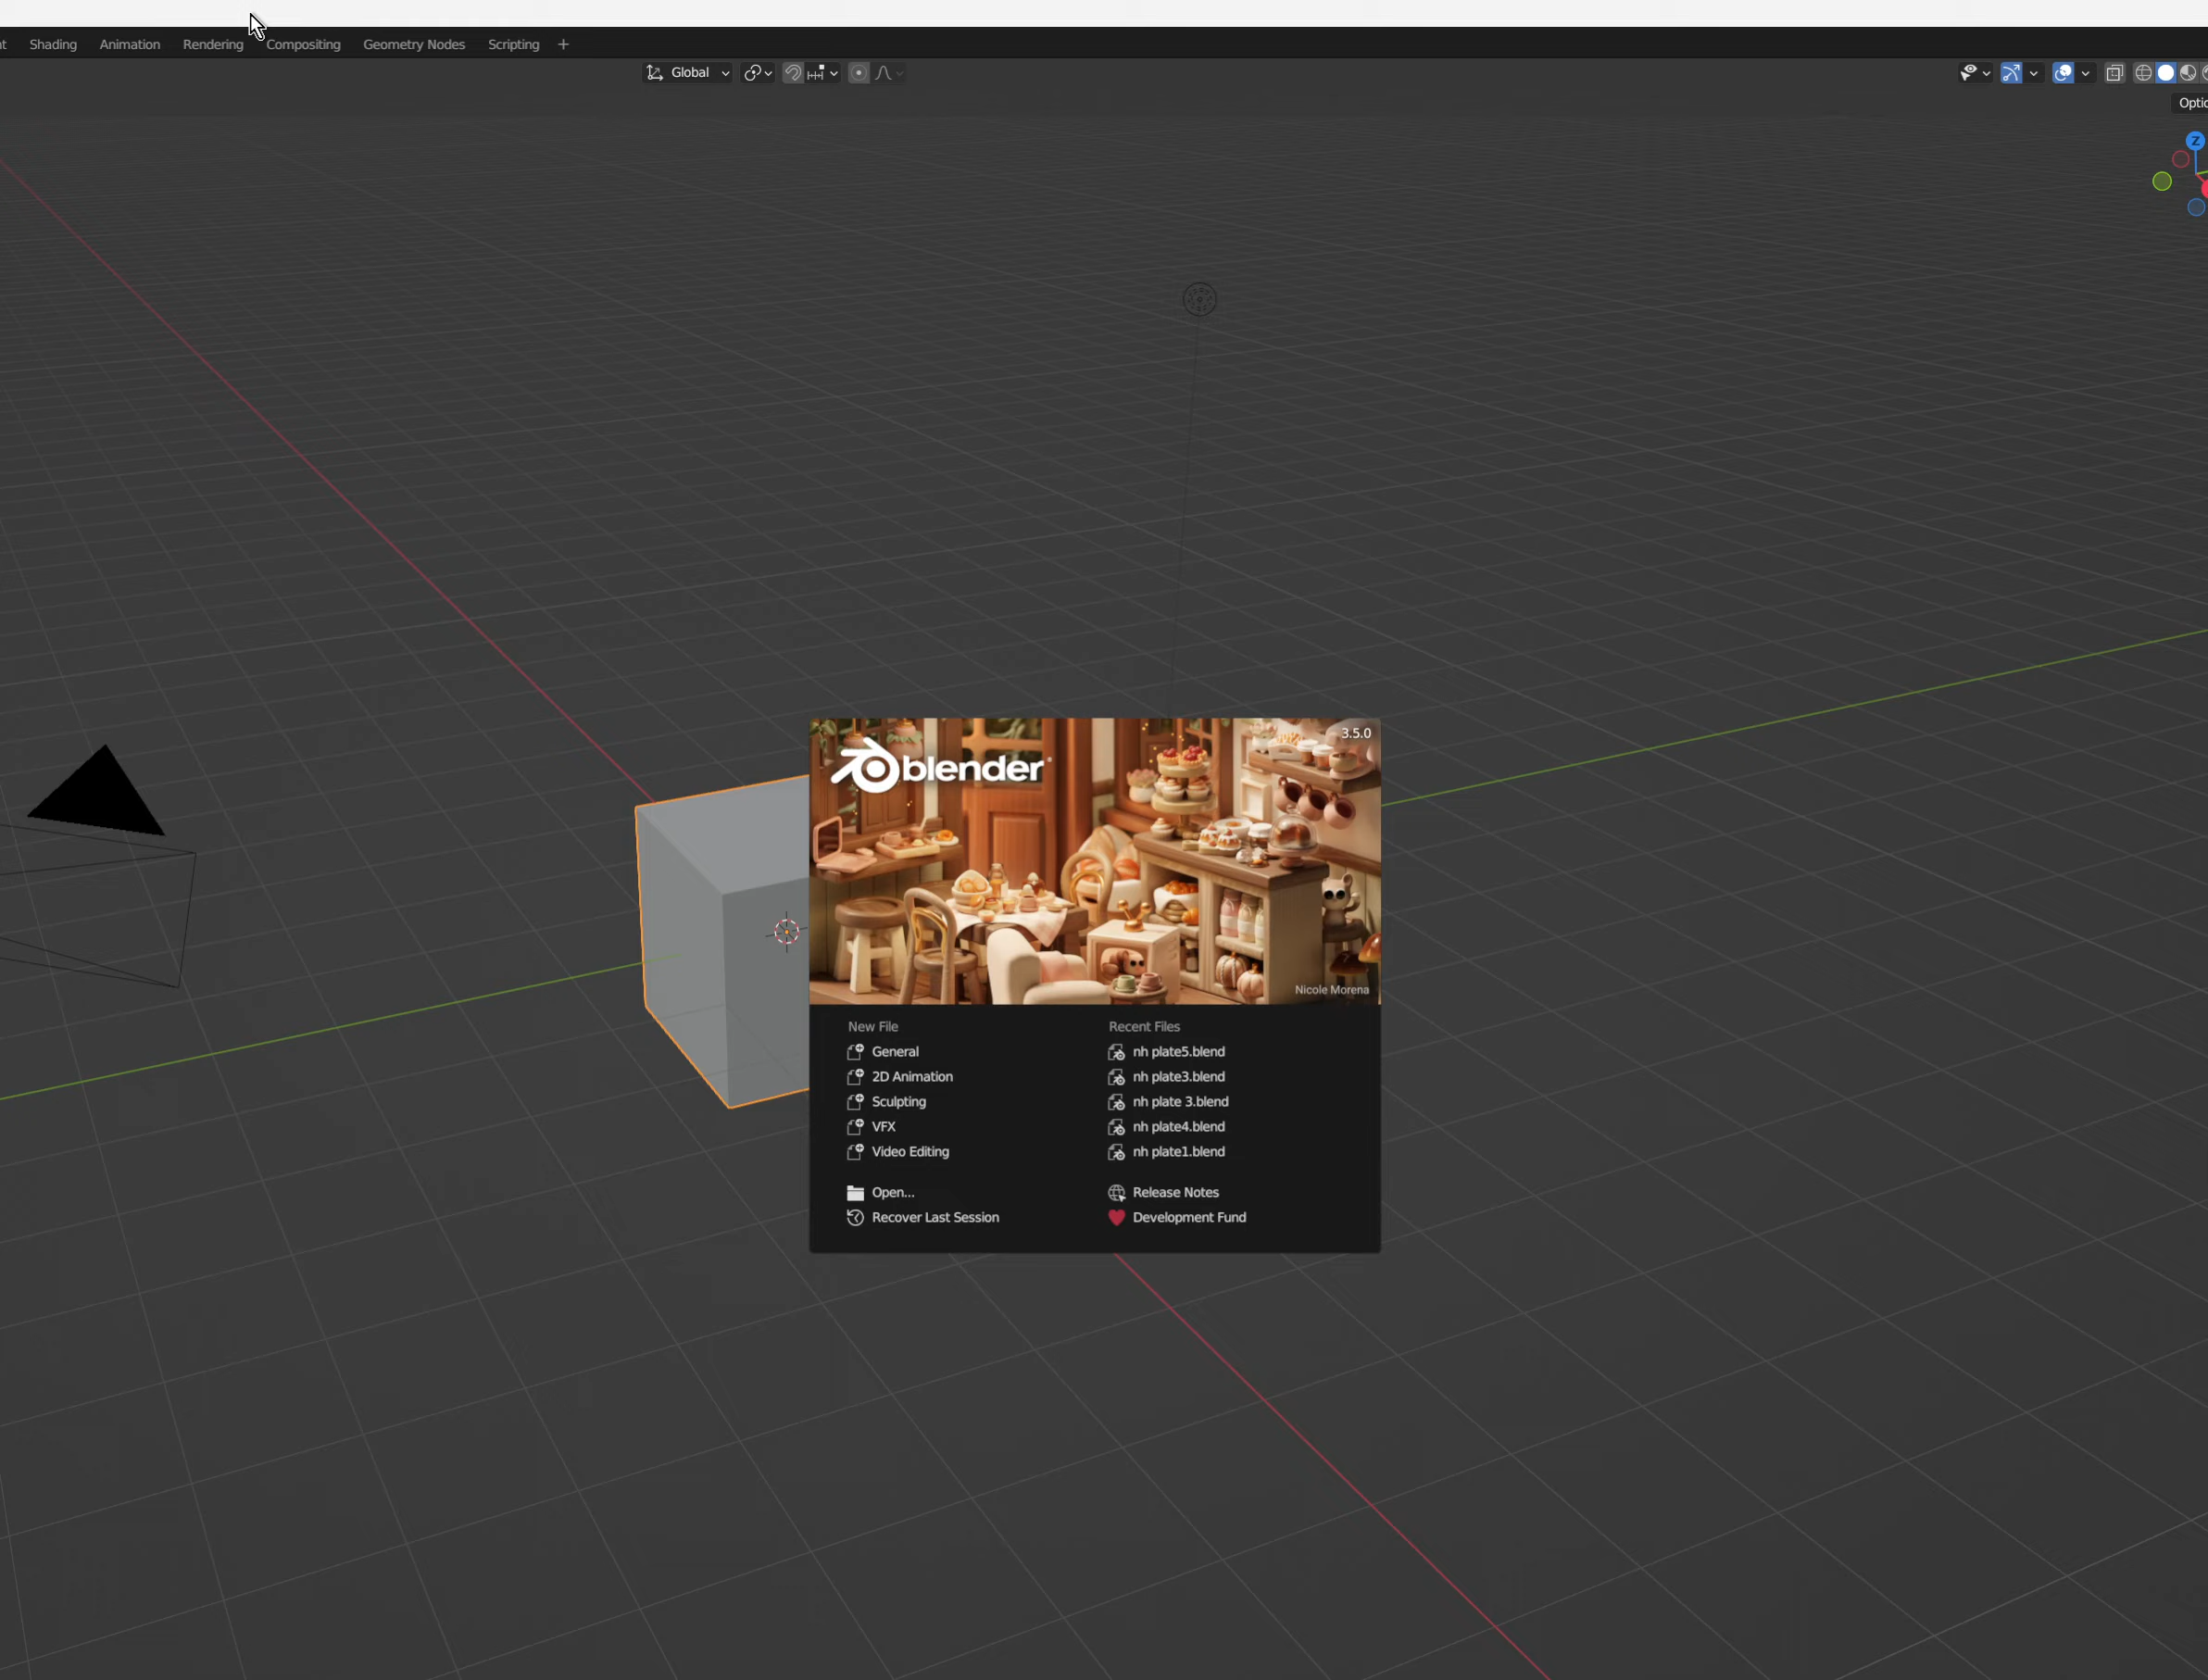 Shading Animation Rendering Compositing Geometry Nodes Scripting +
Global
Z
3.5.0
blender
Nicole Morena
New File
General
2D Animation
Sculpting
VFX
Video Editing
Open...
Recover Last Session
Recent Files
nh plate5.blend
nh plate3.blend
nh plate 3.blend
nh plate4.blend
nh plate1.blend
Release Notes
Development Fund